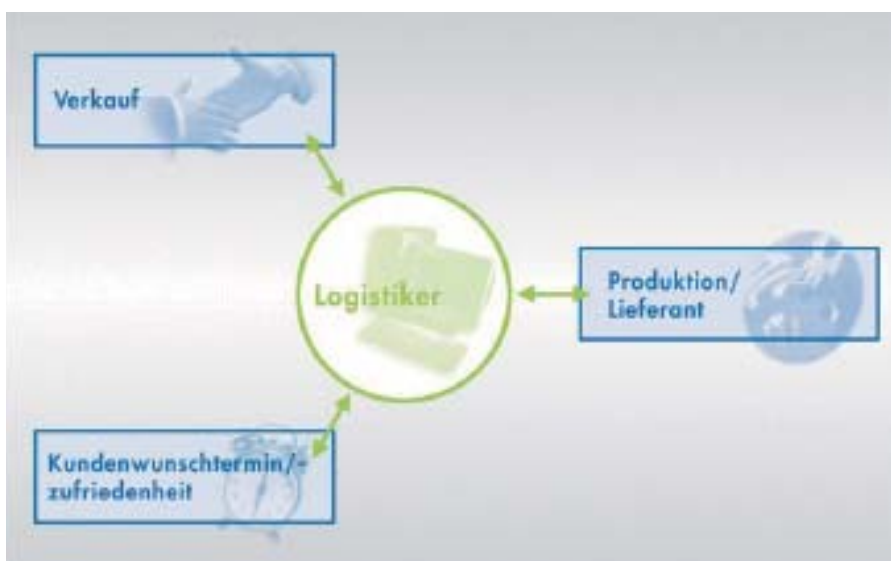 Verkauf
Logistiker
Produktion/
Lieferant
Kundenwunschtermin/-
zufriedenheit